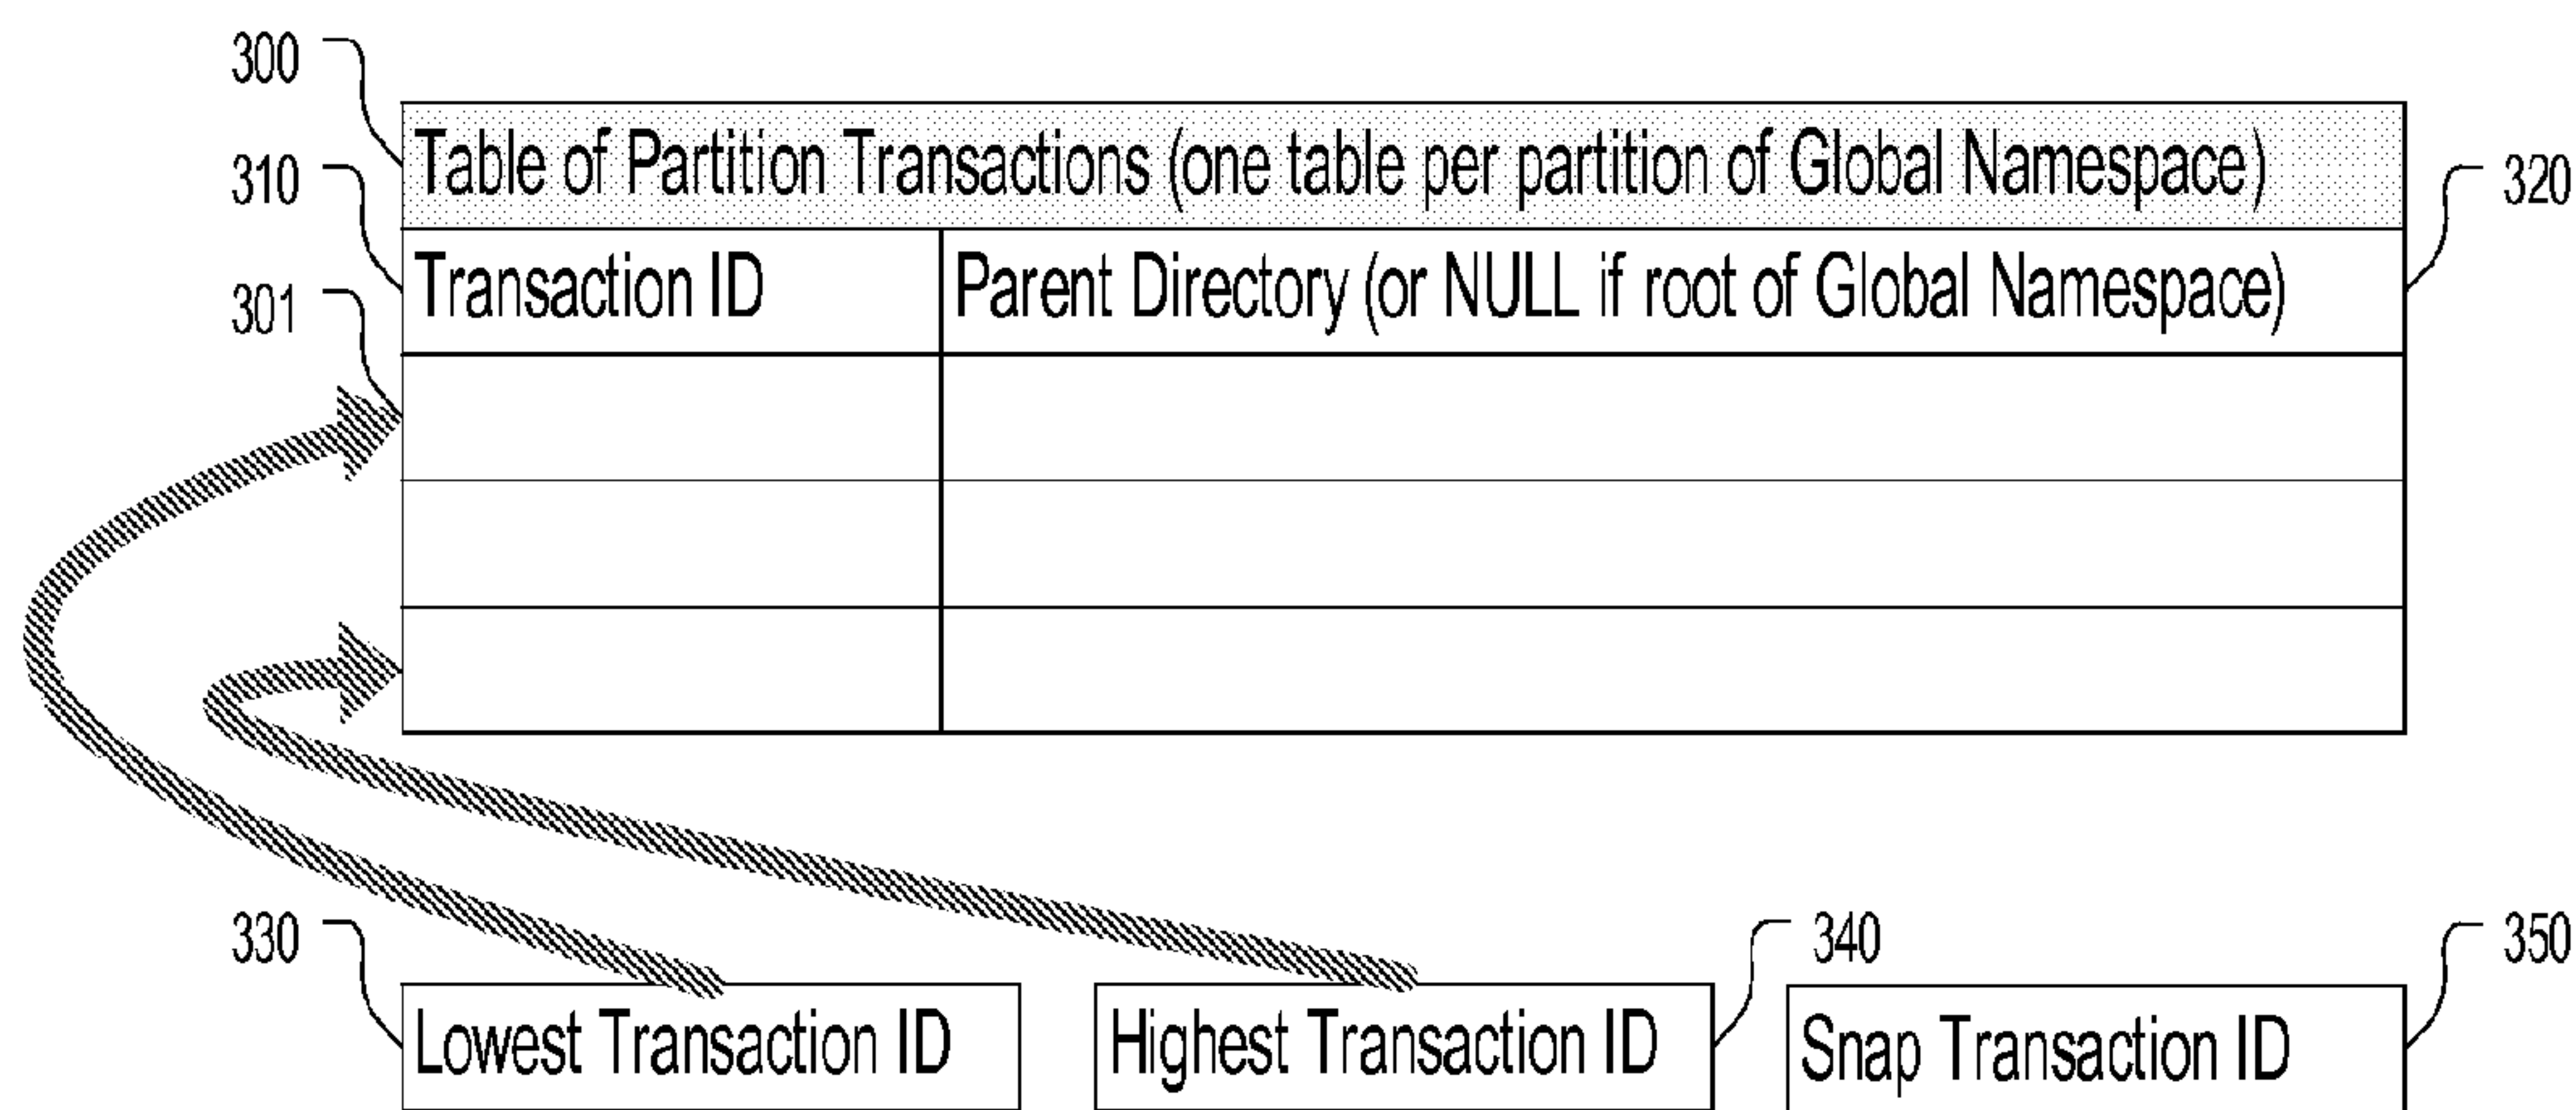 300
Table of Partition Transactions (one table per partition of Global Namespace)
310
320
Transaction ID
Parent Directory (or NULL if root of Global Namespace)
301
330
340
350
Lowest Transaction ID
Highest Transaction ID
Snap Transaction ID